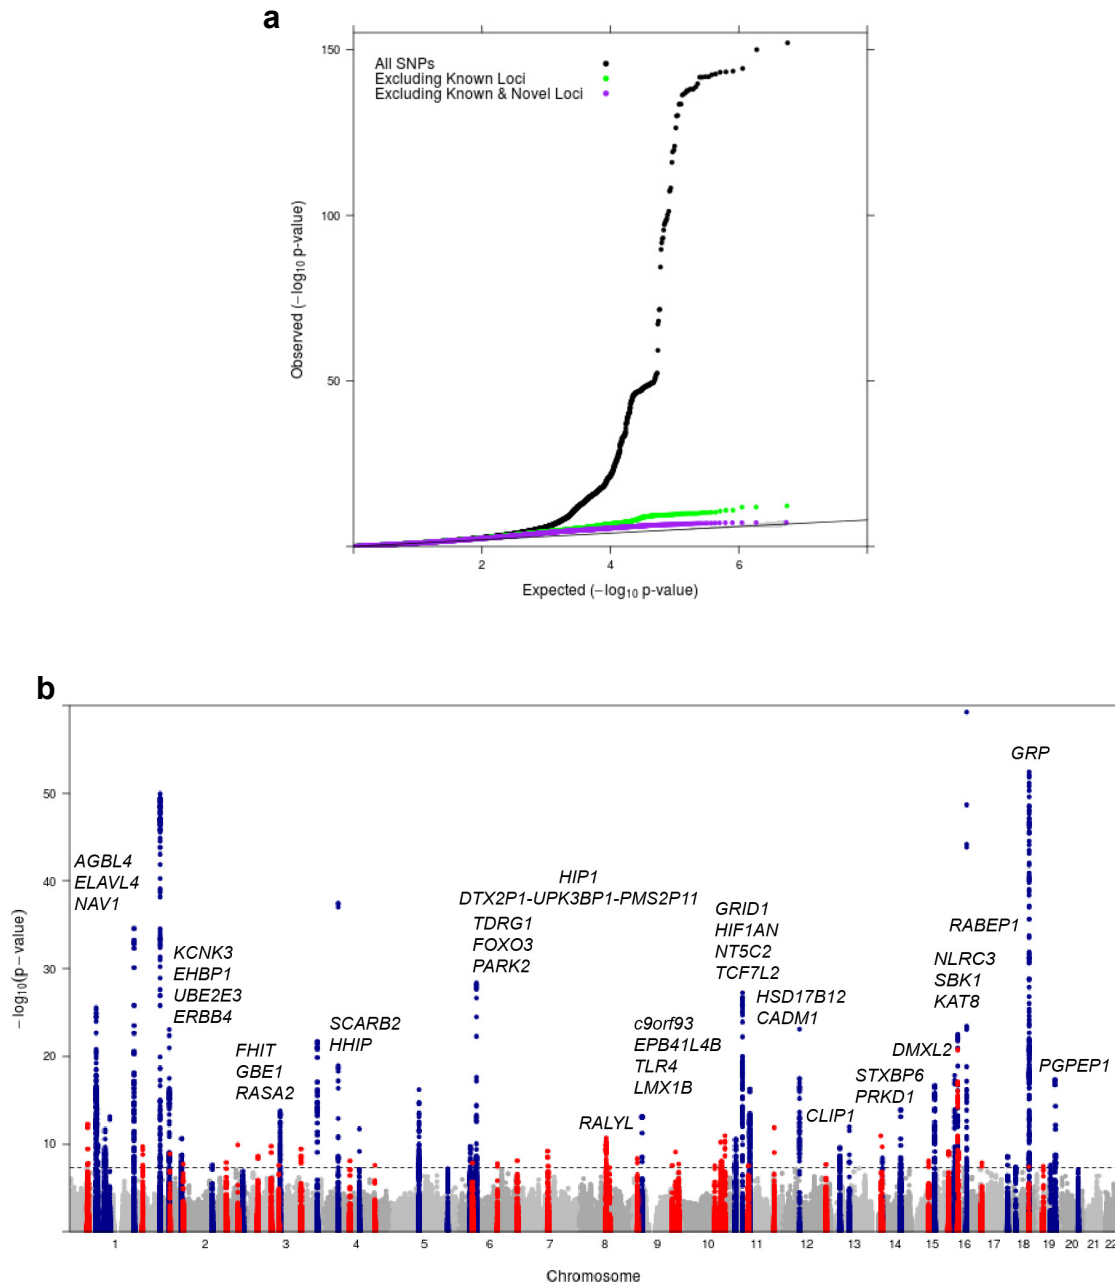 a
150
100
50
All SNPs
Excluding Known Loci
Excluding Known & Novel Loci
Observed (−log10 p-value)
2 4 6
Expected (−log10 p-value)
b
50
40
30
20
10
−log10(p−value)
GRP
AGBL4
ELAVL4
NAV1
HIP1
DTX2P1-UPK3BP1-PMS2P11
TDRG1
FOXO3
PARK2
GRID1
HIF1AN
NT5C2
TCF7L2
RABEP1
KCNK3
EHBP1
UBE2E3
ERBB4
NLRC3
SBK1
KAT8
HSD17B12
CADM1
SCARB2
HHIP
c9orf93
EPB41L4B
TLR4
LMX1B
FHIT
GBE1
RASA2
DMXL2
PGPEP1
STXBP6
PRKD1
RALYL
CLIP1
1 2 3 4 5 6 7 8 9 10 11 12 13 14 15 16 17 18 19 20 21 22
Chromosome